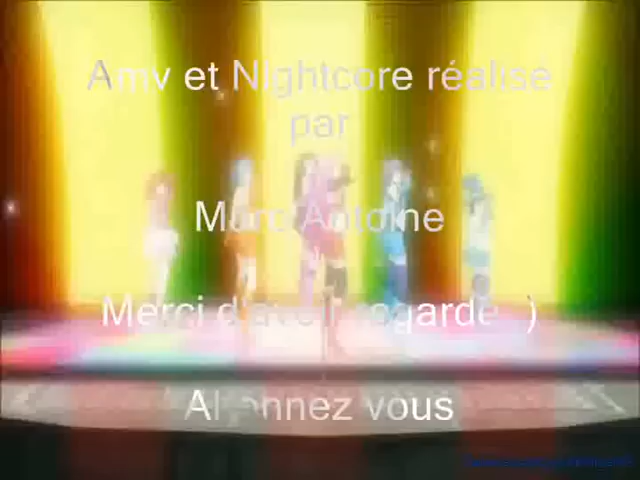 Amv et Nightcore réalisé
par
Marc Antoine
Merci d'avoir regardé :)
Abonnez vous